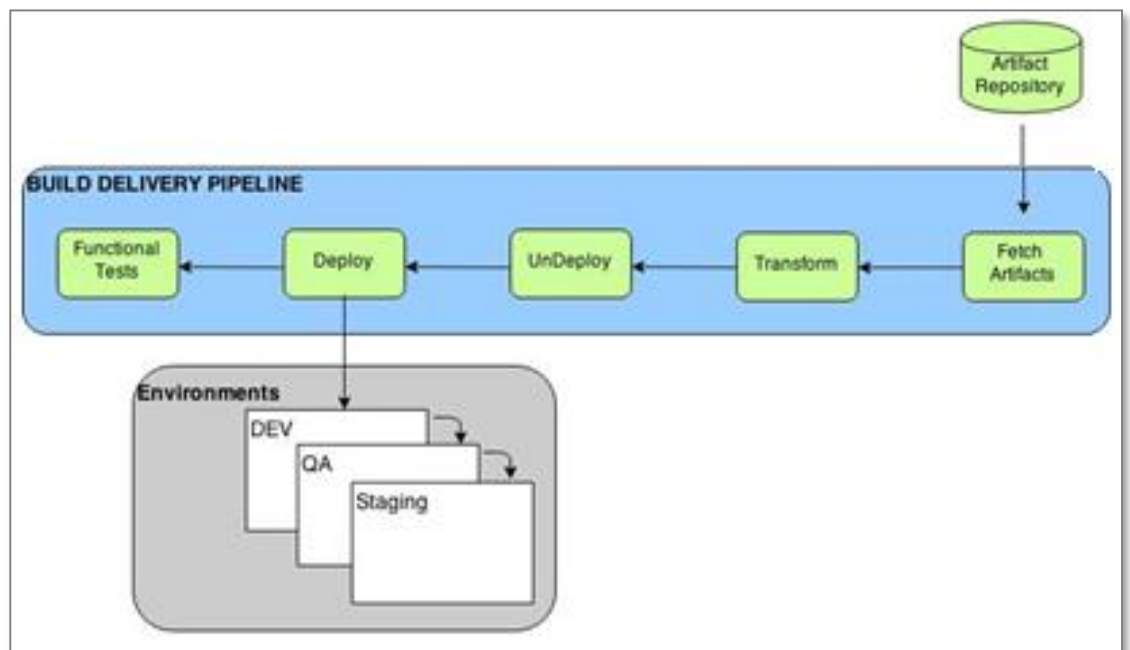 Artifact
Repository
BUILD DELIVERY PIPELINE
Functional
Tests
Deploy
UnDeploy
Transform
Fetch
Artifacts
Environments
DEV
QA
Staging